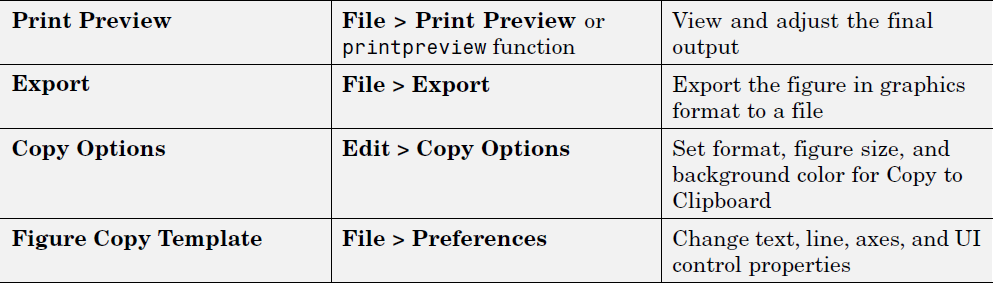 Print Preview
File > Print Preview or
printpreview function
View and adjust the final
output
Export
File > Export
Export the figure in graphics
format to a file
Copy Options
Edit > Copy Options
Set format, figure size, and
background color for Copy to
Clipboard
Figure Copy Template
File > Preferences
Change text, line, axes, and UI
control properties